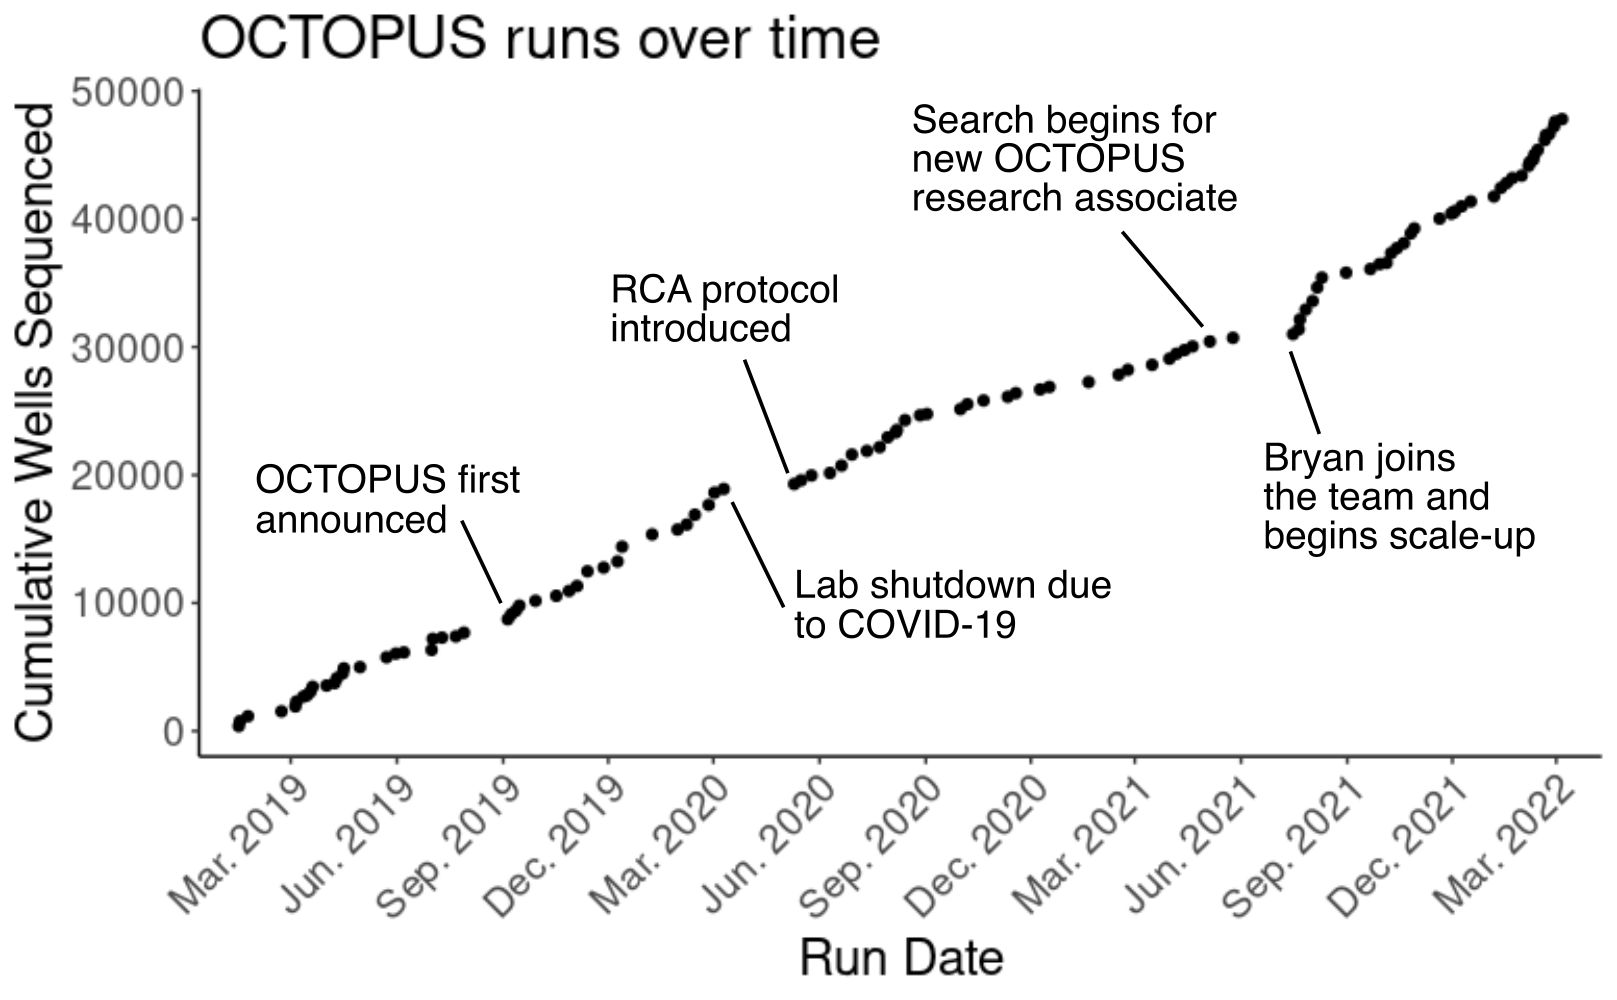 OCTOPUS runs over time
Cumulative Wells Sequenced
50000
40000
30000
20000
10000
0
Search begins for
new OCTOPUS
research associate
RCA protocol
introduced
OCTOPUS first
announced
Bryan joins
the team and
begins scale-up
Lab shutdown due
to COVID-19
Mar. 2019
Jun. 2019
Sep. 2019
Dec. 2019
Mar. 2020
Jun. 2020
Sep. 2020
Dec. 2020
Mar. 2021
Jun. 2021
Sep. 2021
Dec. 2021
Mar. 2022
Run Date